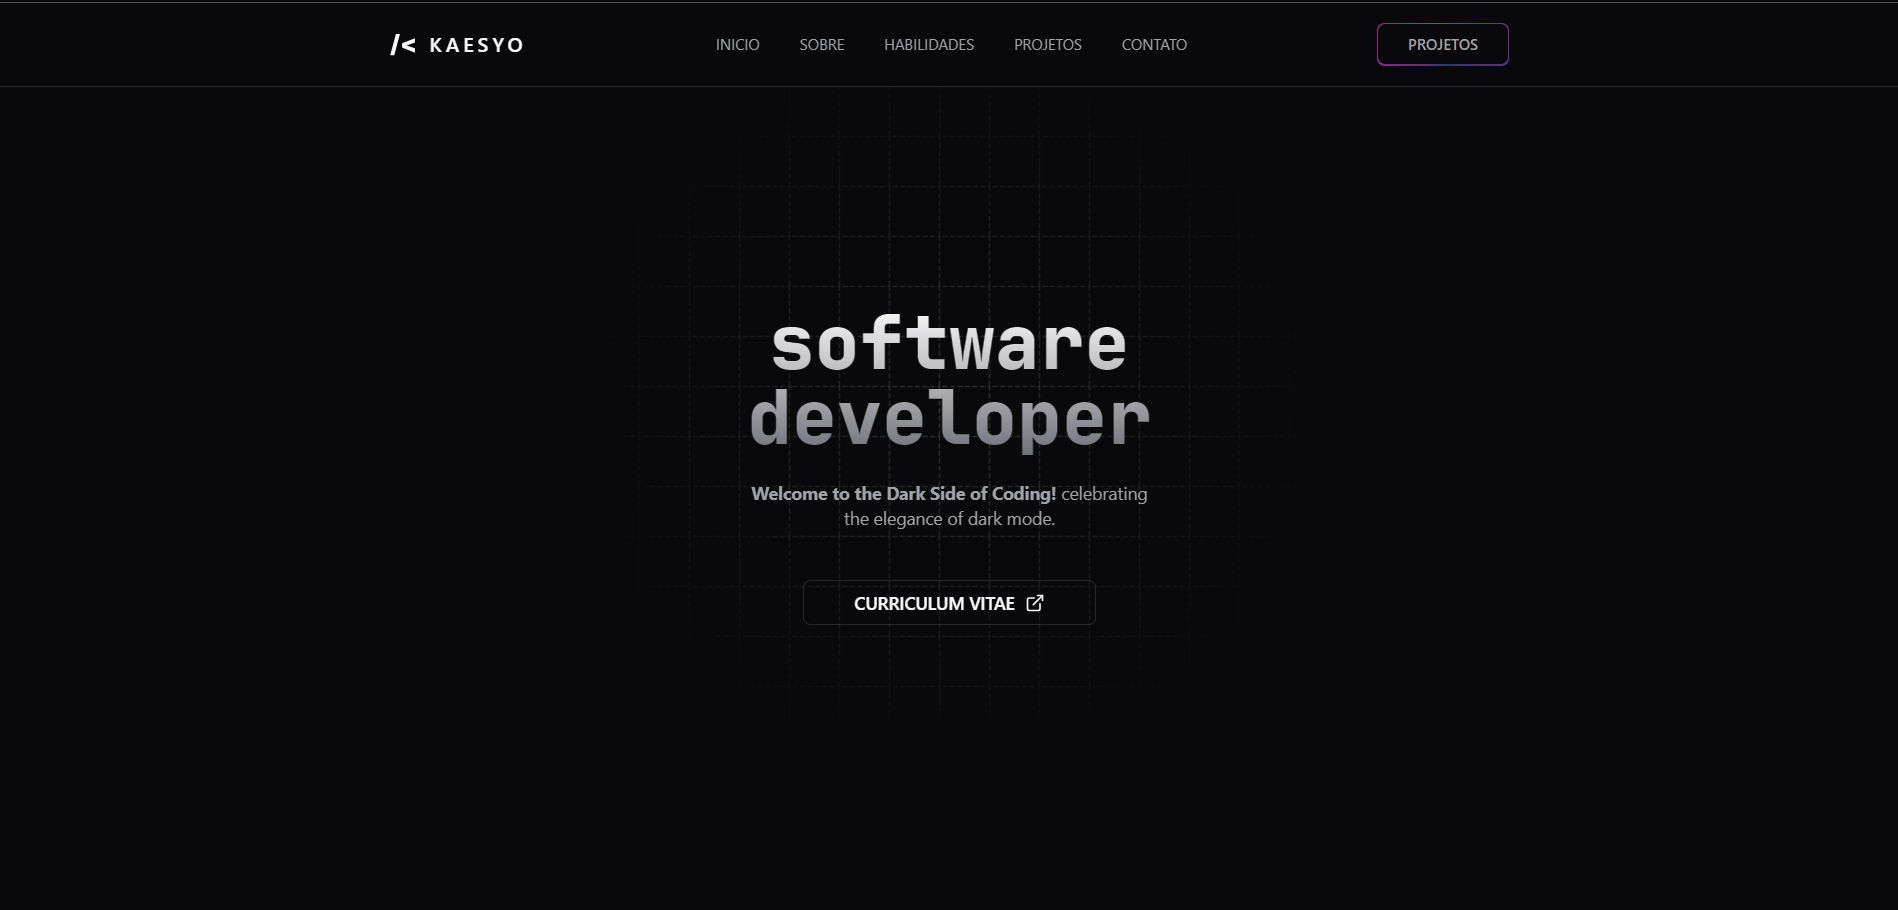 /< KAESYO
INICIO SOBRE HABILIDADES PROJETOS CONTATO
PROJETOS
software
developer
Welcome to the Dark Side of Coding! celebrating
the elegance of dark mode.
CURRICULUM VITAE